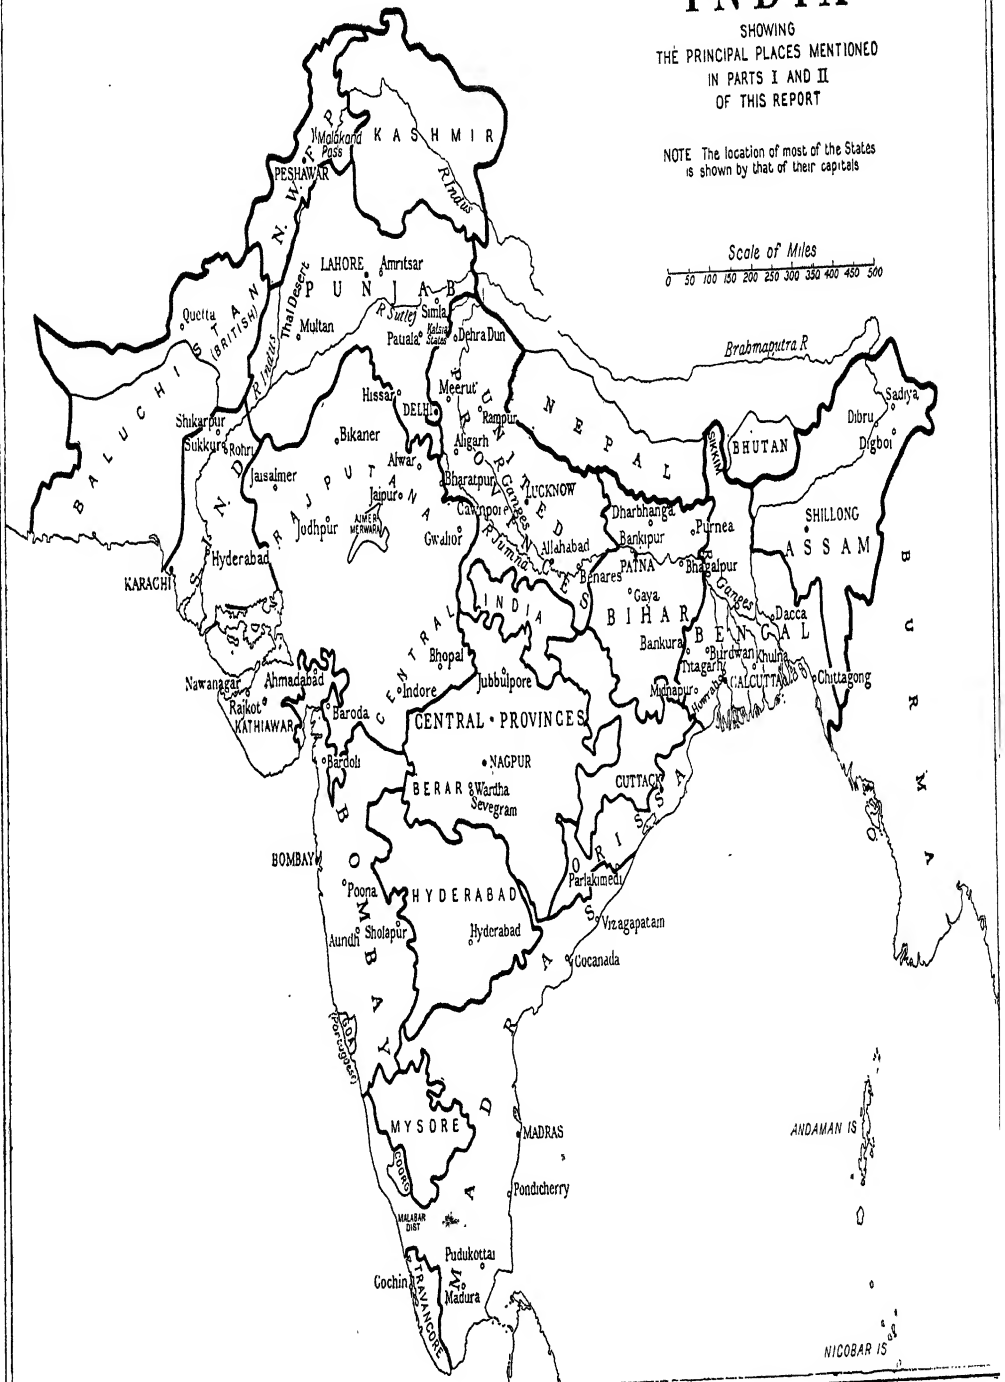 INDIA
SHOWING
THE PRINCIPAL PLACES MENTIONED
IN PARTS I AND II
OF THIS REPORT
NOTE The location of most of the States
is shown by that of their capitals
Scale of Miles
0 50 100 150 200 250 300 350 400 450 500
N.W.F.P.
Malakand
Pass
KASHMIR
PESHAWAR
R Indus
LAHORE
Amritsar
PUNJAB
Thal Desert
R Sutlej
Simla
Multan
Patiala
Kalsia
States
Dehra Dun
Quetta
BALUCHISTAN
(BRITISH)
R Indus
Brahmaputra R
Hissar
Meerut
DELHI
Rampur
UNITED
PROVINCES
NEPAL
SIKKIM
BHUTAN
Sadiya
Dibru
Digboi
Shikarpur
Sukkur
Rohri
Bikaner
Aligarh
Alwar
Jaisalmer
RAJPUTANA
Bharatpur
Jaipur
Ganges
LUCKNOW
Cawnpore
Jodhpur
AJMER
MERWARA
Gwalior
R Jumna
Allahabad
Dharbhanga
Bankipur
Purnea
SHILLONG
ASSAM
SIND
Hyderabad
KARACHI
Benares
PATNA
Bhagalpur
R Ganges
Gaya
BIHAR
Dacca
BENGAL
Bankura
Burdwan
Khulna
Titagarh
CALCUTTA
Howrah
Midnapur
Chittagong
BURMA
CENTRAL INDIA
Bhopal
Indore
Jubbulpore
Nawanagar
Ahmadabad
Rajkot
KATHIAWAR
Baroda
Bardoli
CENTRAL PROVINCES
NAGPUR
BERAR
Wardha
Sevegram
CUTTACK
ORISSA
Parlakimedi
BOMBAY
BOMBAY
Poona
HYDERABAD
Aundh
Sholapur
Hyderabad
Vizagapatam
Cocanada
GOA
(Portuguese)
MADRAS
MYSORE
COORG
MADRAS
Pondicherry
MALABAR
DIST
Pudukottai
Cochin
TRAVANCORE
Madura
ANDAMAN IS
NICOBAR IS